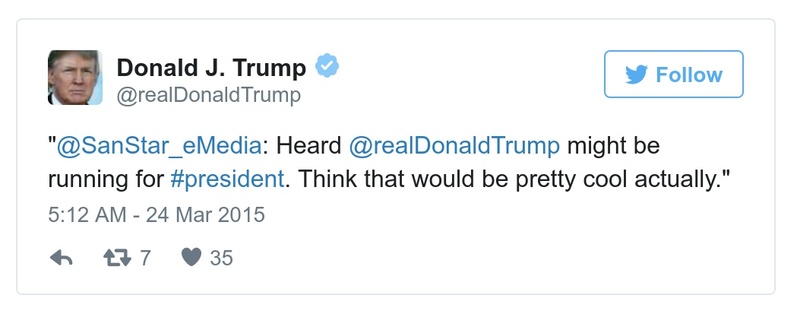 Donald J. Trump
@realDonaldTrump
Follow
"@SanStar_eMedia: Heard @realDonaldTrump might be
running for #president. Think that would be pretty cool actually."
5:12 AM - 24 Mar 2015
7 35